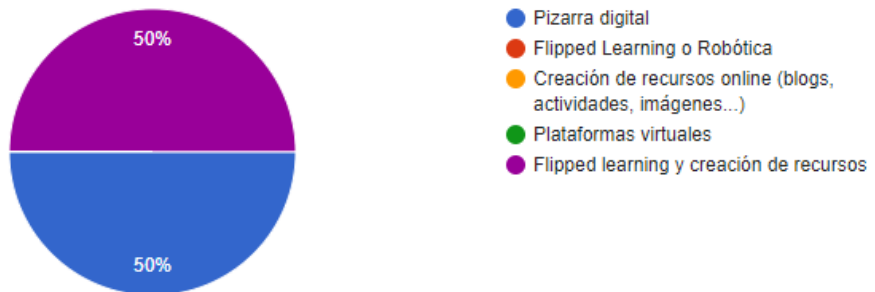 50%
50%
Pizarra digital
Flipped Learning o Robótica
Creación de recursos online (blogs,
actividades, imágenes...)
Plataformas virtuales
Flipped learning y creación de recursos